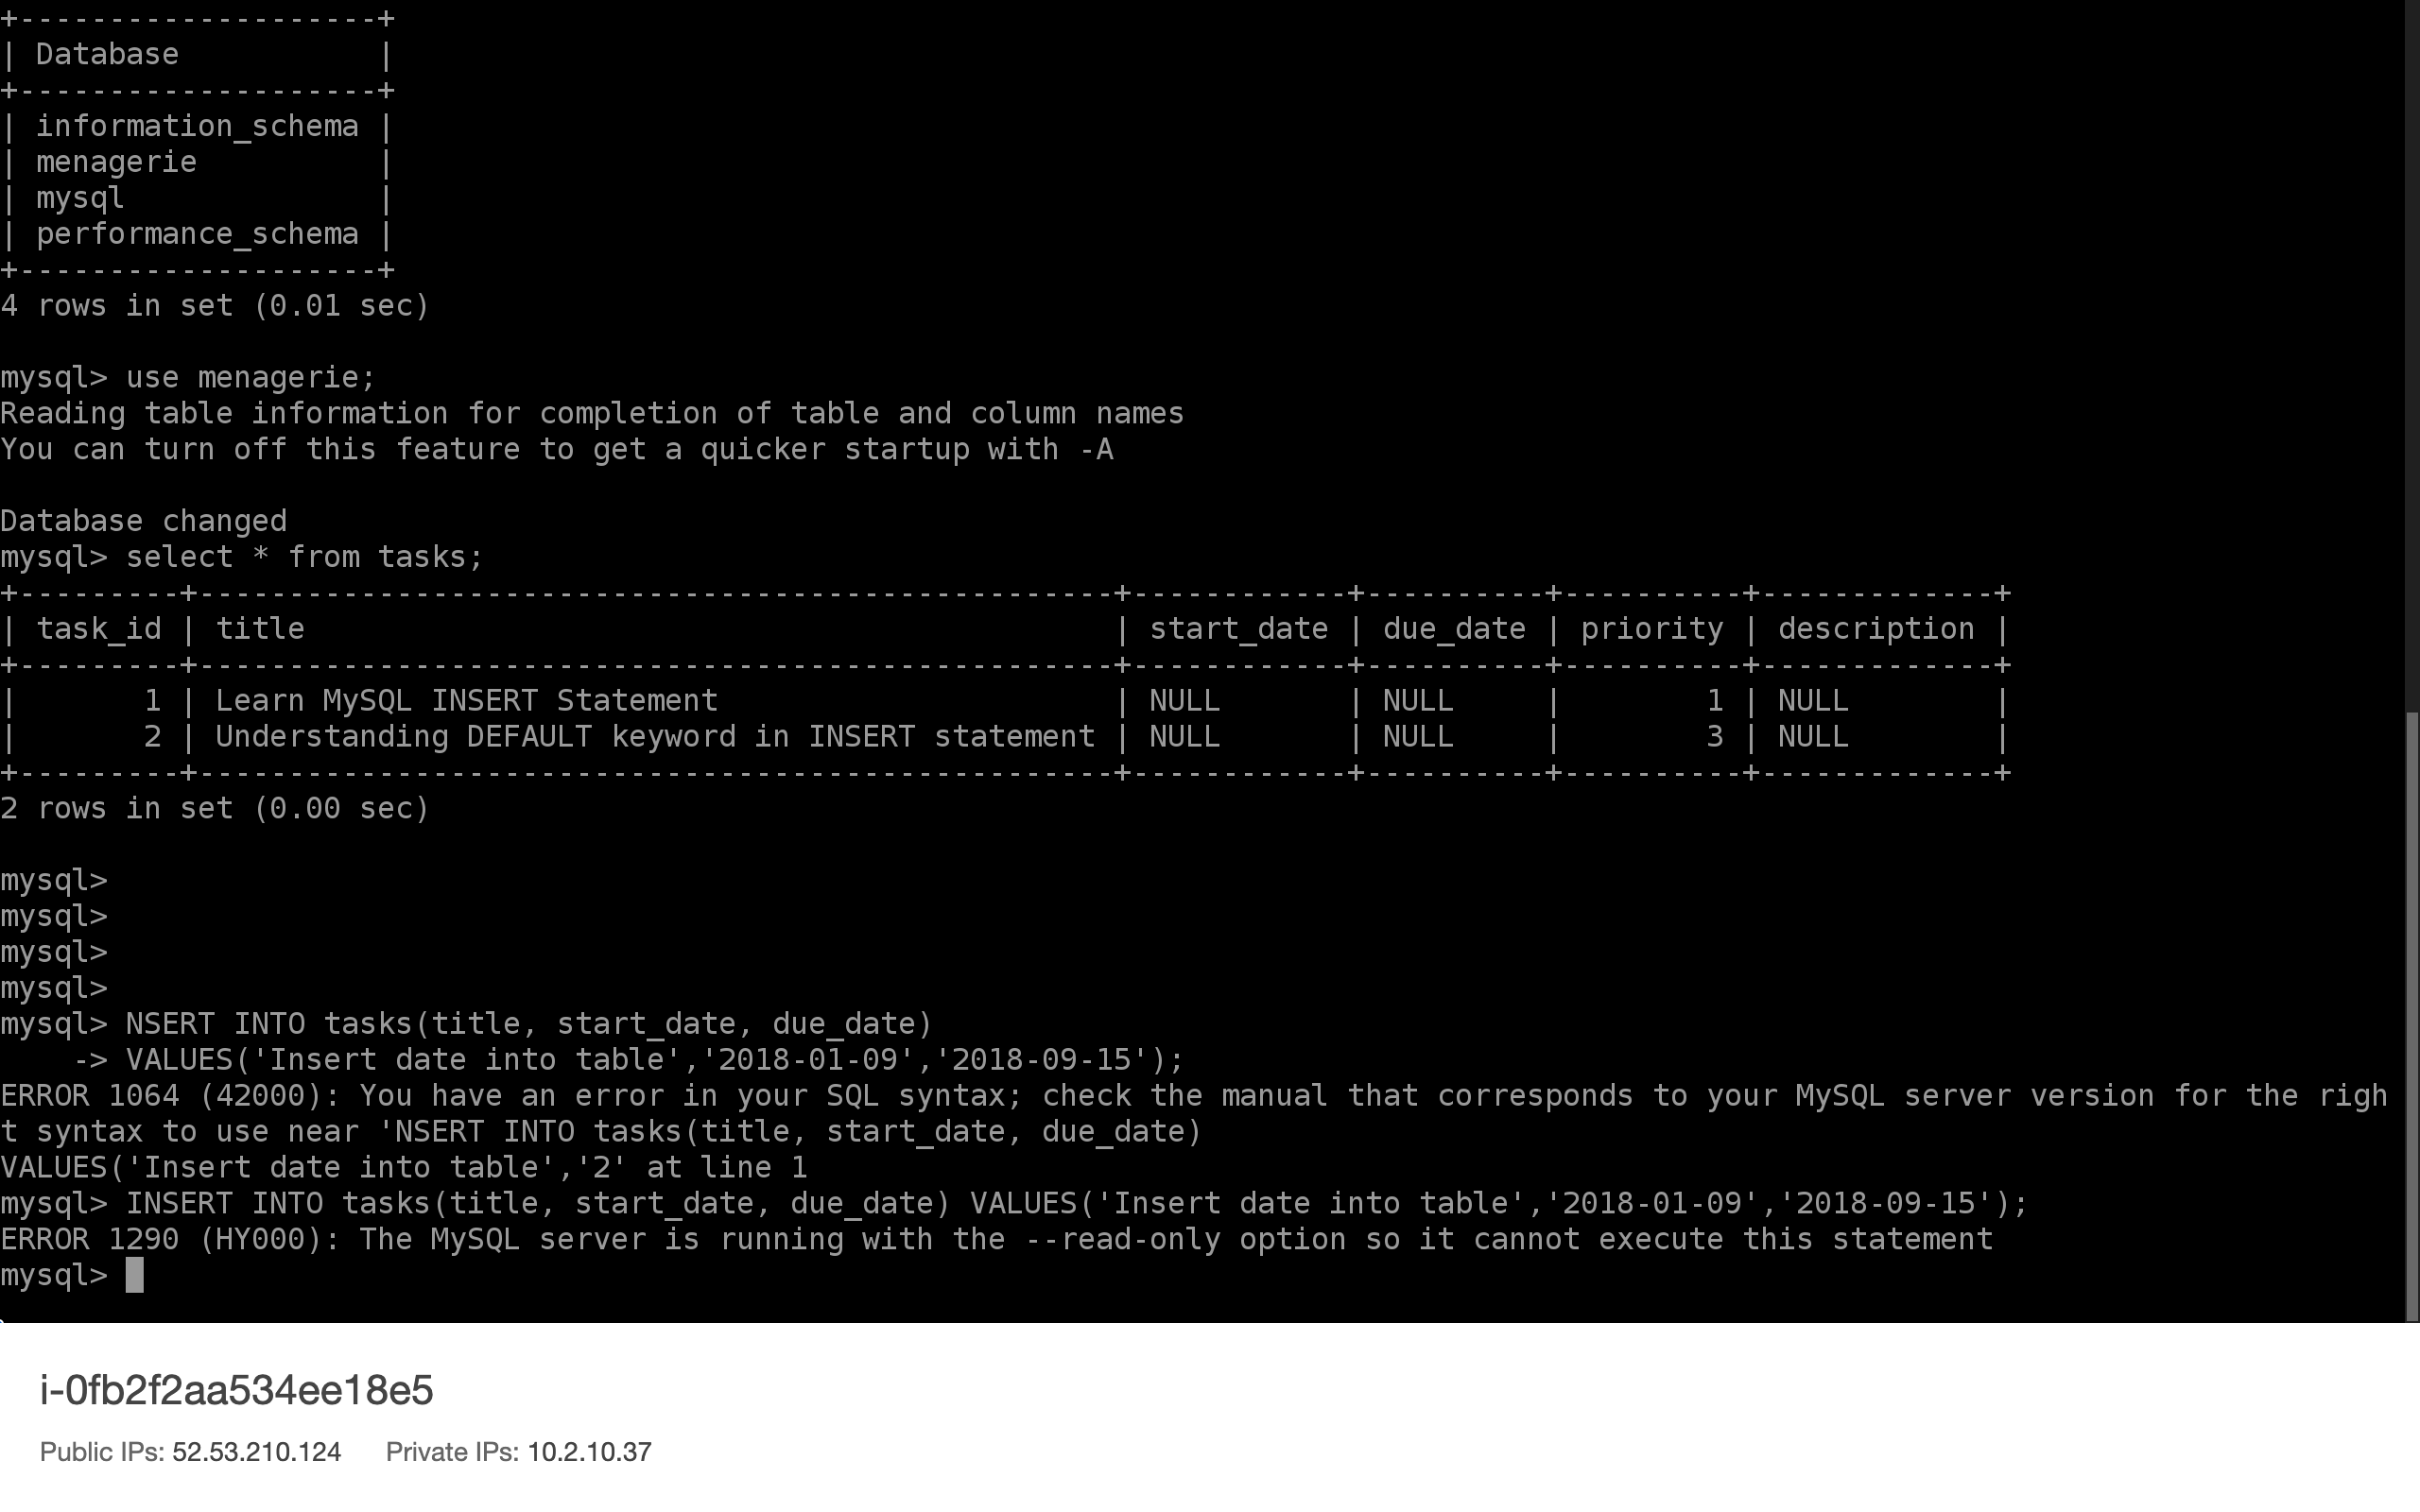 +--------------------+
| Database           |
+--------------------+
| information_schema |
| menagerie          |
| mysql              |
| performance_schema |
+--------------------+
4 rows in set (0.01 sec)

mysql> use menagerie;
Reading table information for completion of table and column names
You can turn off this feature to get a quicker startup with -A

Database changed
mysql> select * from tasks;
+---------+---------------------------------------------------+------------+----------+----------+-------------+
| task_id | title                                             | start_date | due_date | priority | description |
+---------+---------------------------------------------------+------------+----------+----------+-------------+
|       1 | Learn MySQL INSERT Statement                      | NULL       | NULL     |        1 | NULL        |
|       2 | Understanding DEFAULT keyword in INSERT statement | NULL       | NULL     |        3 | NULL        |
+---------+---------------------------------------------------+------------+----------+----------+-------------+
2 rows in set (0.00 sec)

mysql>
mysql>
mysql>
mysql>
mysql> NSERT INTO tasks(title, start_date, due_date)
    -> VALUES('Insert date into table','2018-01-09','2018-09-15');
ERROR 1064 (42000): You have an error in your SQL syntax; check the manual that corresponds to your MySQL server version for the righ
t syntax to use near 'NSERT INTO tasks(title, start_date, due_date)
VALUES('Insert date into table','2' at line 1
mysql> INSERT INTO tasks(title, start_date, due_date) VALUES('Insert date into table','2018-01-09','2018-09-15');
ERROR 1290 (HY000): The MySQL server is running with the --read-only option so it cannot execute this statement
mysql>
i-0fb2f2aa534ee18e5
Public IPs: 52.53.210.124 Private IPs: 10.2.10.37